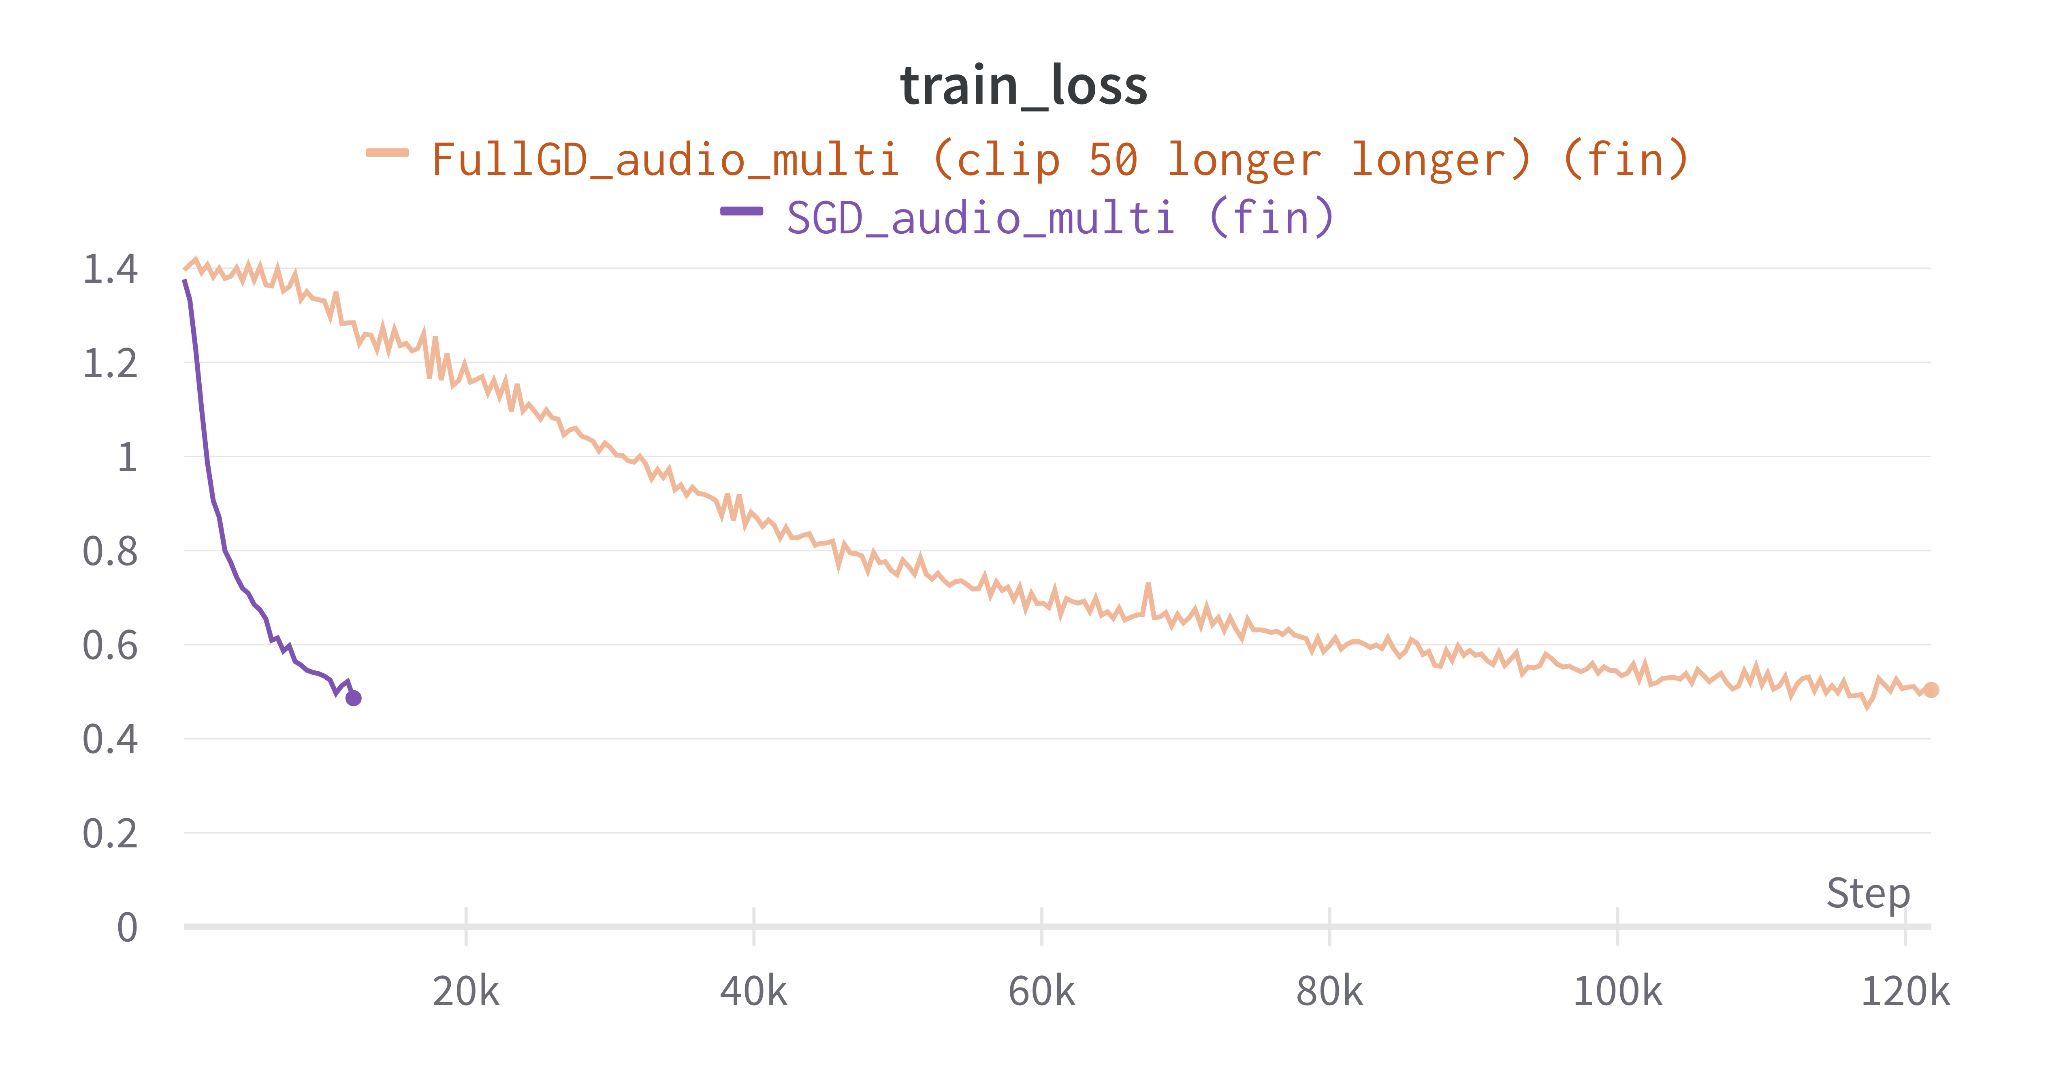 train_loss
FullGD_audio_multi (clip 50 longer longer) (fin)
SGD_audio_multi (fin)
1.4
1.2
1
0.8
0.6
0.4
0.2
0
Step
20k 40k 60k 80k 100k 120k